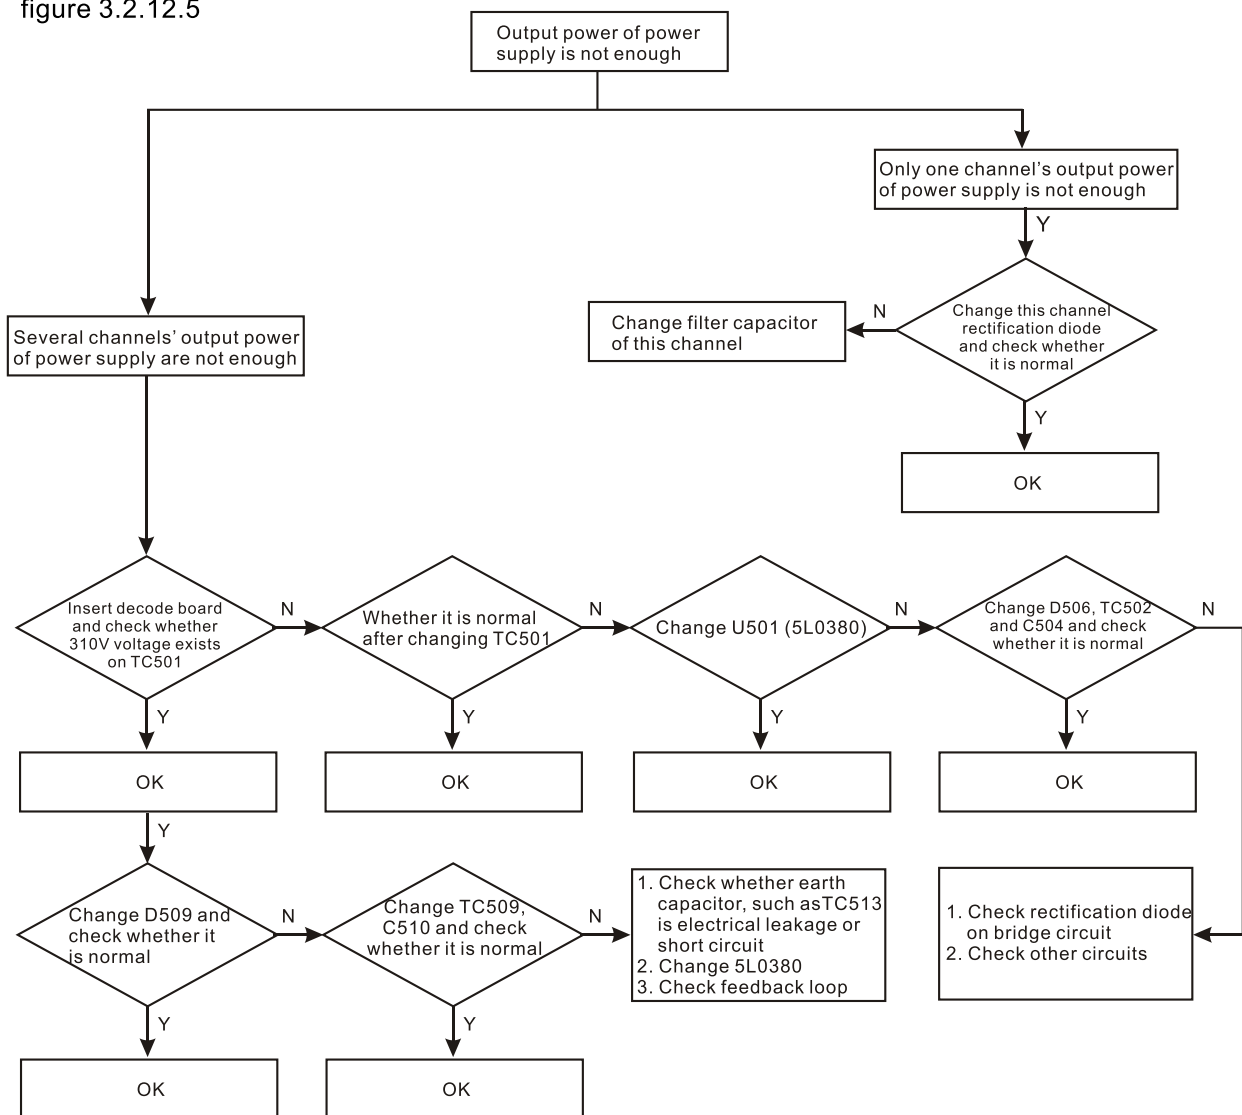 figure 3.2.12.5
Output power of power
supply is not enough
Only one channel's output power
of power supply is not enough
Y
Several channels' output power
of power supply are not enough
Change filter capacitor
of this channel
N
Change this channel
rectification diode
and check whether
it is normal
Y
OK
Insert decode board
and check whether
310V voltage exists
on TC501
N
Whether it is normal
after changing TC501
N
Change U501 (5L0380)
N
Change D506, TC502
and C504 and check
whether it is normal
N
Y
Y
Y
Y
OK
OK
OK
OK
Y
Change D509 and
check whether it
is normal
N
Change TC509,
C510 and check
whether it is normal
N
1. Check whether earth
capacitor, such asTC513
is electrical leakage or
short circuit
2. Change 5L0380
3. Check feedback loop
1. Check rectification diode
on bridge circuit
2. Check other circuits
Y
Y
OK
OK